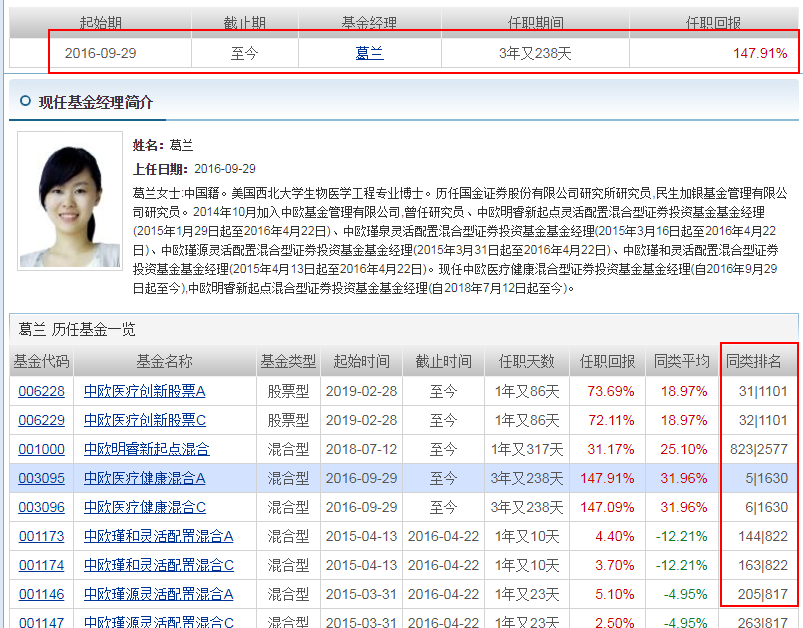 起始期 截止期 基金经理 任职期间 任职回报
2016-09-29 至今 葛兰 3年又238天 147.91%
现任基金经理简介
姓名：葛兰
上任日期：2016-09-29
葛兰女士:中国籍。美国西北大学生物医学工程专业博士。历任国金证券股份有限公司研究所研究员,民生加银基金管理有限公
司研究员。2014年10月加入中欧基金管理有限公司,曾任研究员、中欧明睿新起点灵活配置混合型证券投资基金基金经理
(2015年1月29日起至2016年4月22日)、中欧瑾泉灵活配置混合型证券投资基金基金经理(2015年3月16日起至2016年4月22
日)、中欧瑾源灵活配置混合型证券投资基金基金经理(2015年3月31日起至2016年4月22日)、中欧瑾和灵活配置混合型证券
投资基金基金经理(2015年4月13日起至2016年4月22日)。现任中欧医疗健康混合型证券投资基金基金经理(自2016年9月29
日起至今),中欧明睿新起点混合型证券投资基金基金经理(自2018年7月12日起至今)。
葛兰 历任基金一览
基金代码 基金名称 基金类型 起始时间 截止时间 任职天数 任职回报 同类平均 同类排名
006228 中欧医疗创新股票A 股票型 2019-02-28 至今 1年又86天 73.69% 18.97% 31|1101
006229 中欧医疗创新股票C 股票型 2019-02-28 至今 1年又86天 72.11% 18.97% 32|1101
001000 中欧明睿新起点混合 混合型 2018-07-12 至今 1年又317天 31.17% 25.10% 823|2577
003095 中欧医疗健康混合A 混合型 2016-09-29 至今 3年又238天 147.91% 31.96% 5|1630
003096 中欧医疗健康混合C 混合型 2016-09-29 至今 3年又238天 147.09% 31.96% 6|1630
001173 中欧瑾和灵活配置混合A 混合型 2015-04-13 2016-04-22 1年又10天 4.40% -12.21% 144|822
001174 中欧瑾和灵活配置混合C 混合型 2015-04-13 2016-04-22 1年又10天 3.70% -12.21% 163|822
001146 中欧瑾源灵活配置混合A 混合型 2015-03-31 2016-04-22 1年又23天 5.10% -4.95% 205|817
001147 中欧瑾源灵活配置混合C 混合型 2015-03-31 2016-04-22 1年又23天 2.50% -4.95% 263|817